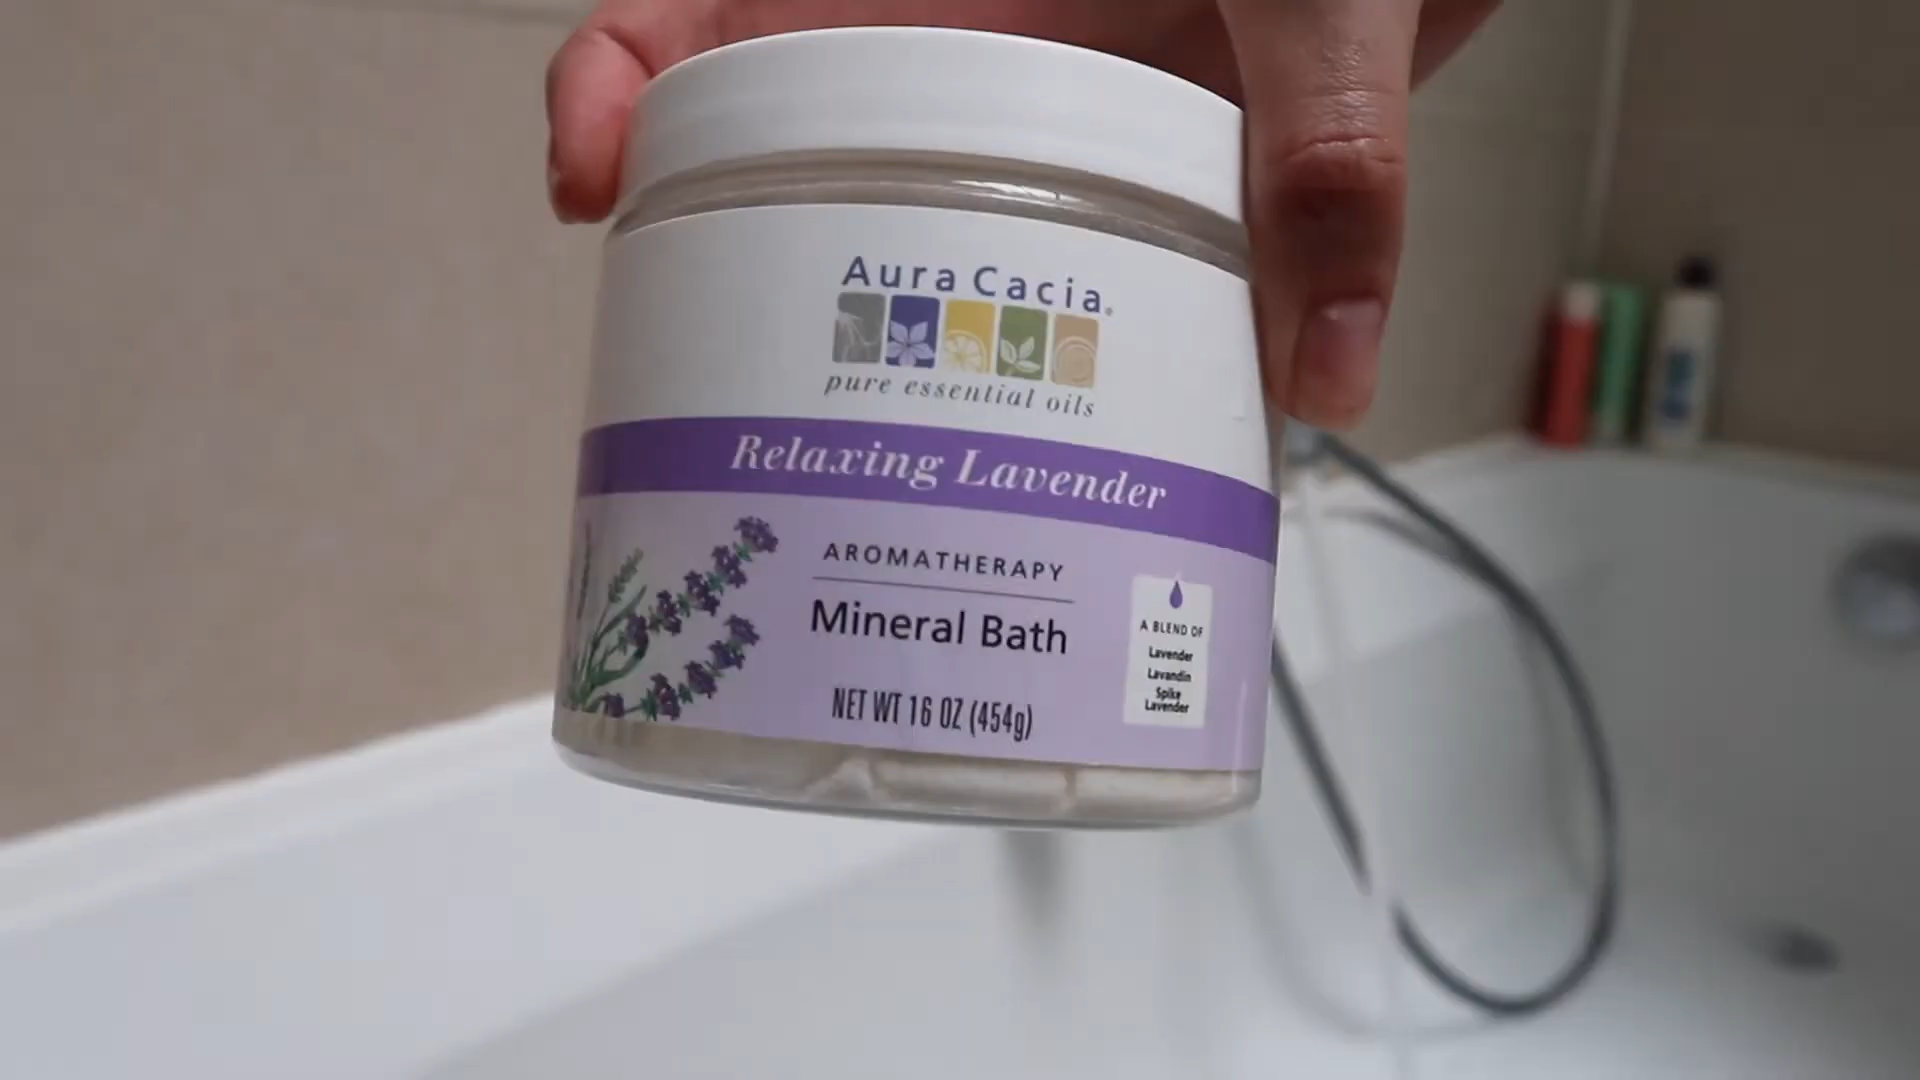 Aura Cacia®
pure essential oils
Relaxing Lavender
AROMATHERAPY
Mineral Bath
NET WT 16 OZ (454g)
A BLEND OF
Lavender
Lavandin
Spike
Lavender